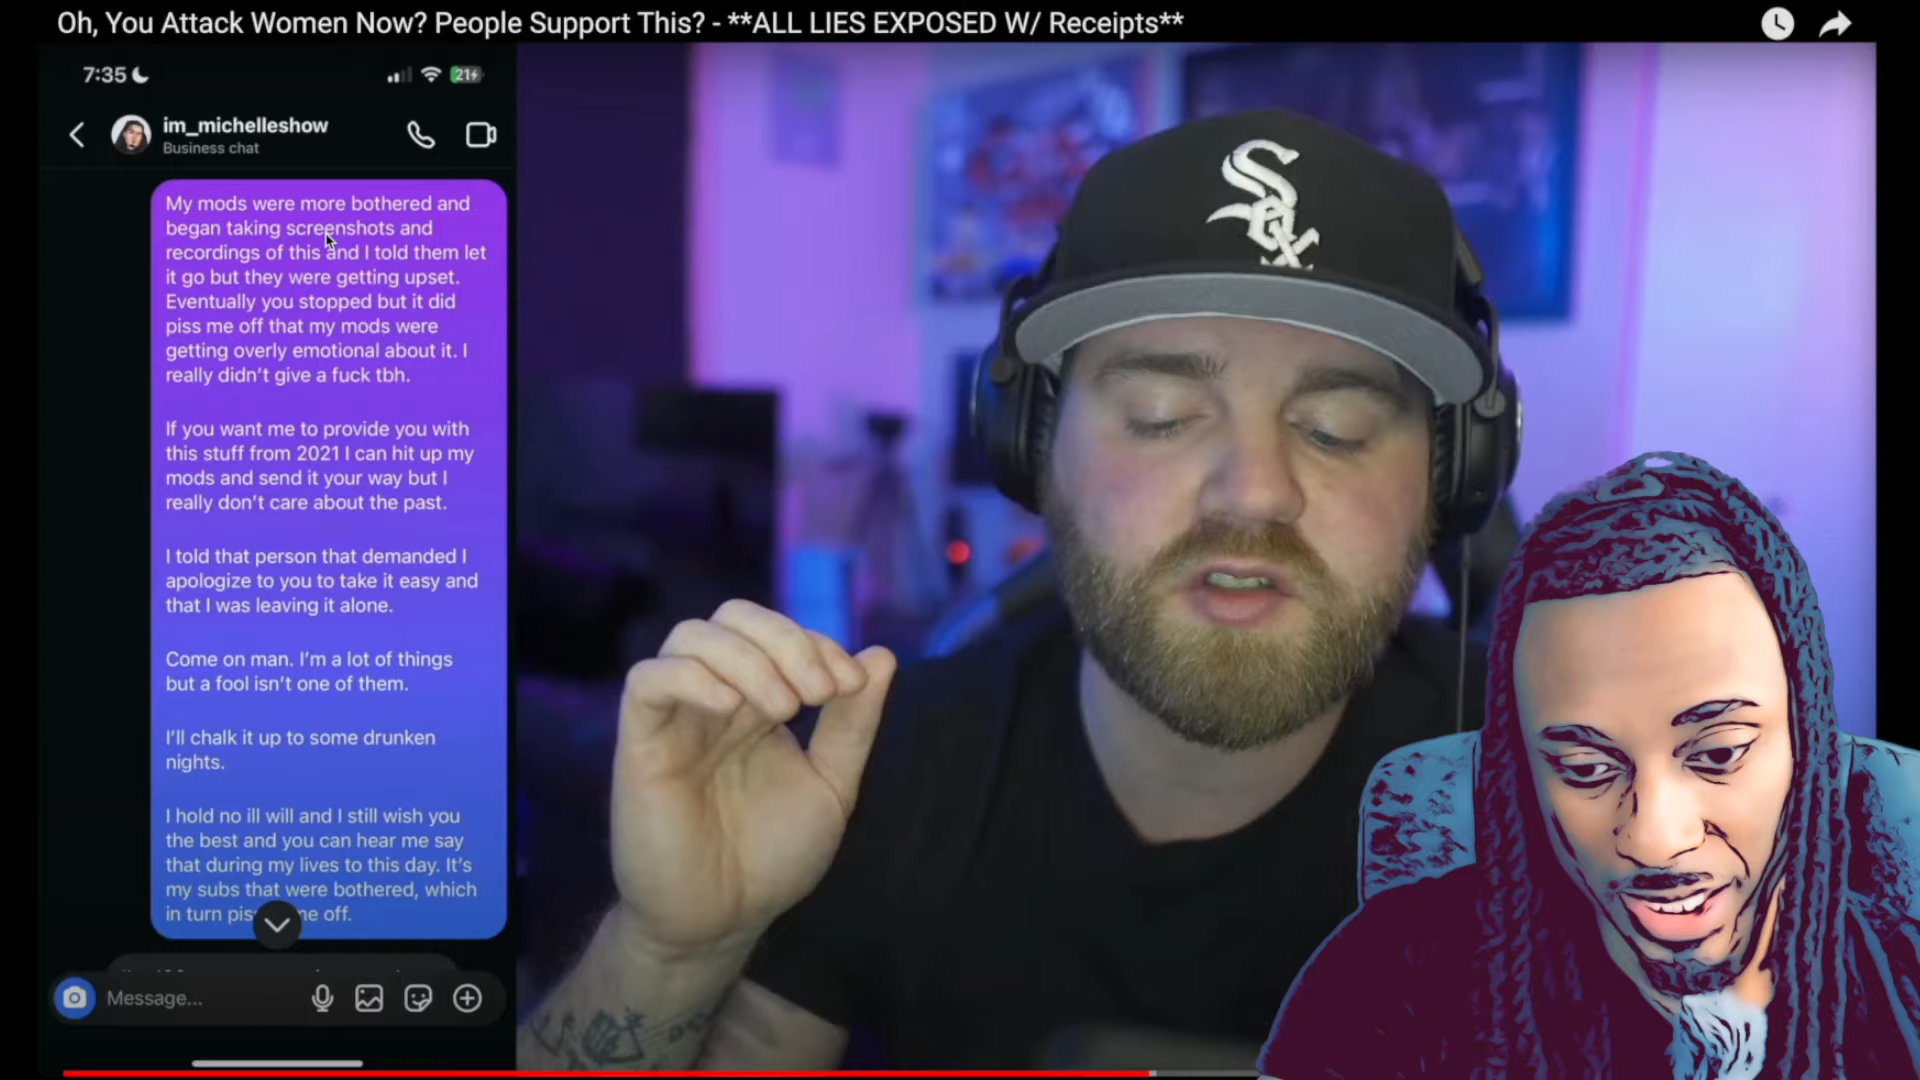 Oh, You Attack Women Now? People Support This? - **ALL LIES EXPOSED W/ Receipts**
7:35
21
im_michelleshow
Business chat
My mods were more bothered and
began taking screenshots and
recordings of this and I told them let
it go but they were getting upset.
Eventually you stopped but it did
piss me off that my mods were
getting overly emotional about it. I
really didn't give a fuck tbh.
If you want me to provide you with
this stuff from 2021 I can hit up my
mods and send it your way but I
really don't care about the past.
I told that person that demanded I
apologize to you to take it easy and
that I was leaving it alone.
Come on man. I'm a lot of things
but a fool isn't one of them.
I'll chalk it up to some drunken
nights.
I hold no ill will and I still wish you
the best and you can hear me say
that during my lives to this day. It's
my subs that were bothered, which
in turn pis me off.
Message...
Sox